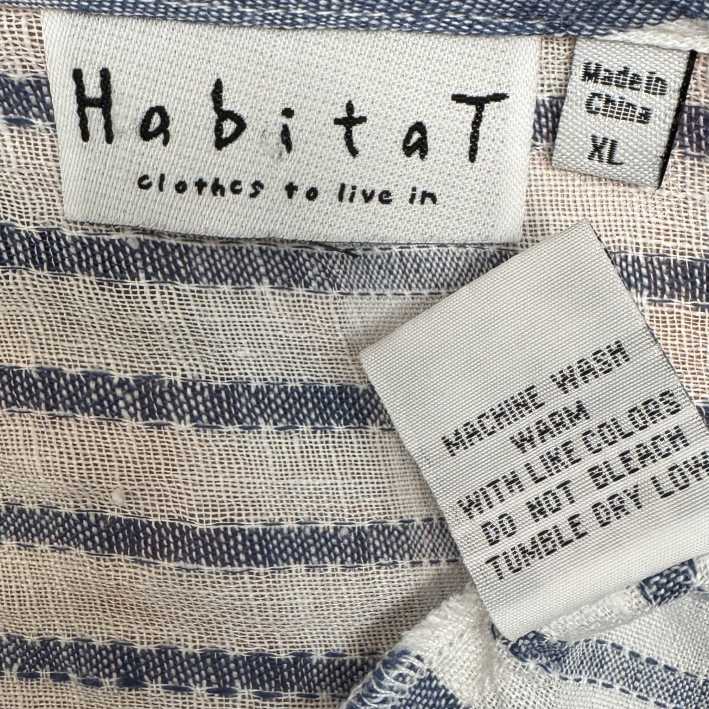 HabitaT
clothes to live in
Made in
China
XL
MACHINE WASH
WARM
WITH LIKE COLORS
DO NOT BLEACH
TUMBLE DRY LOW